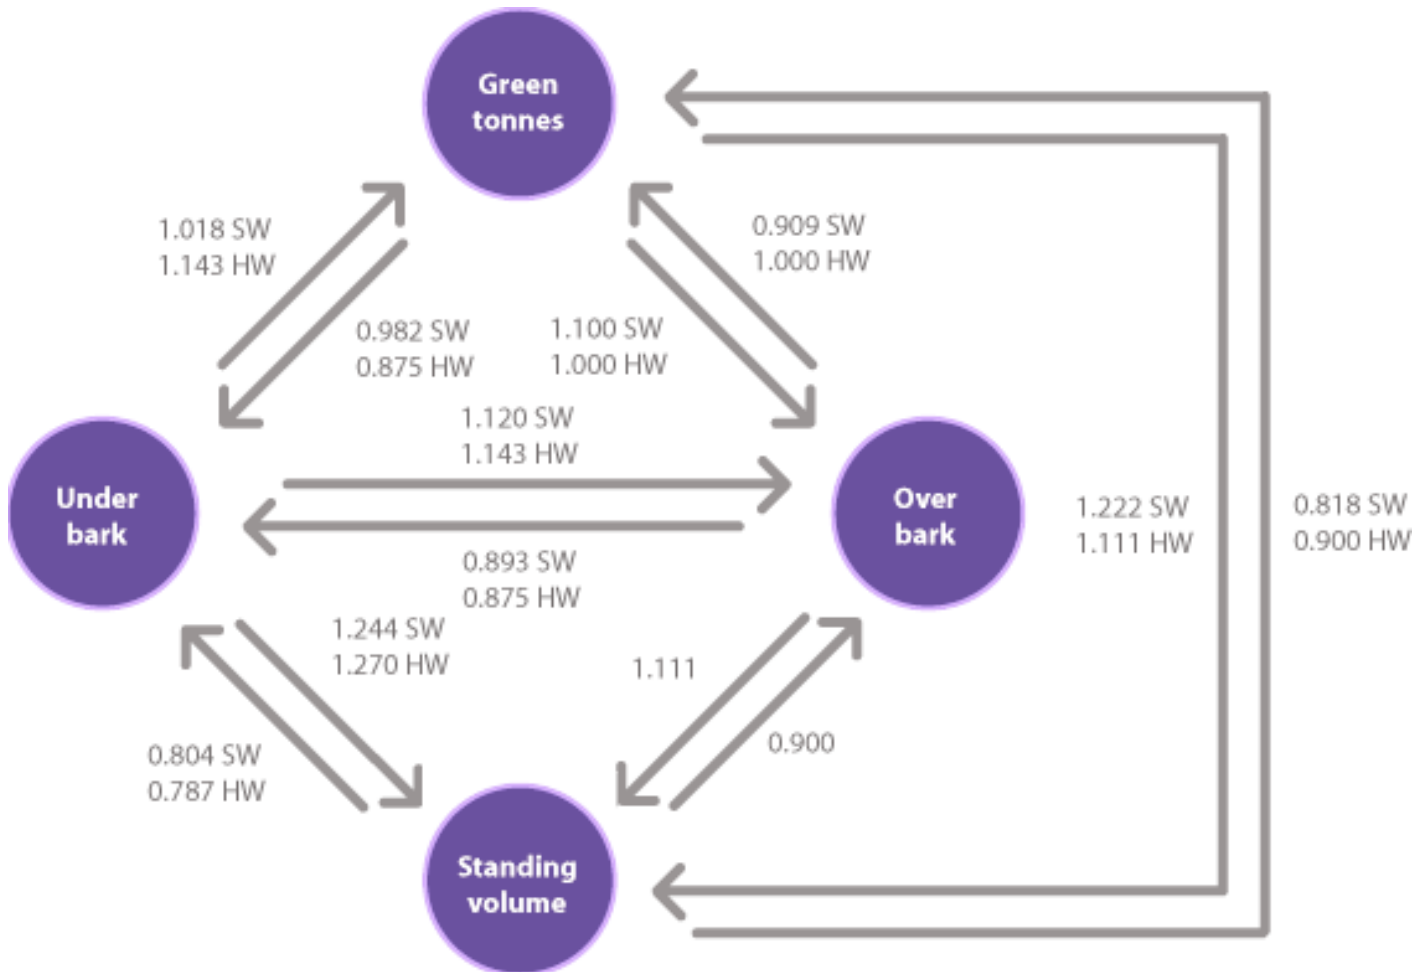 Green
tonnes
1.018 SW
1.143 HW
0.909 SW
1.000 HW
0.982 SW
0.875 HW
1.100 SW
1.000 HW
1.120 SW
1.143 HW
Under
bark
Over
bark
1.222 SW
1.111 HW
0.818 SW
0.900 HW
0.893 SW
0.875 HW
1.244 SW
1.270 HW
1.111
0.900
0.804 SW
0.787 HW
Standing
volume